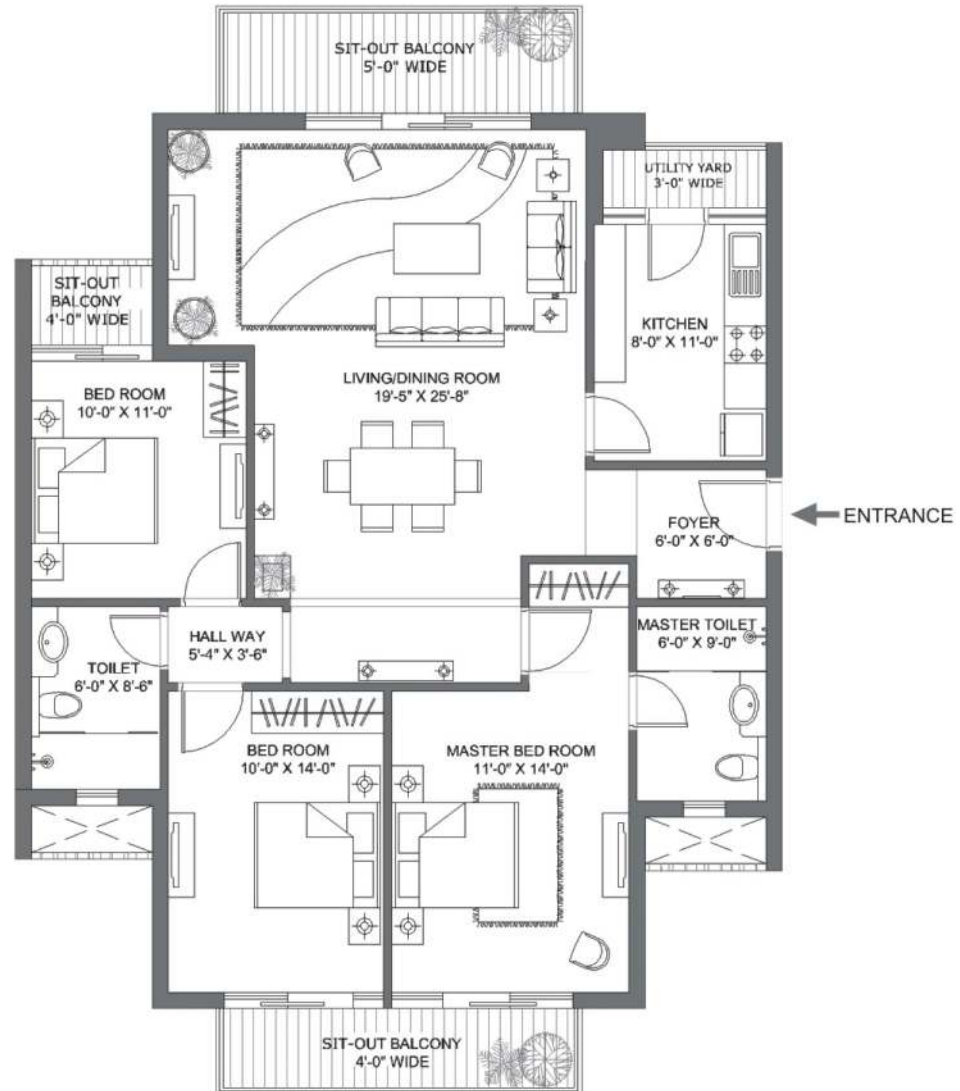 SIT-OUT BALCONY
5'-0" WIDE
UTILITY YARD
3'-0" WIDE
SIT-OUT
BALCONY
4'-0" WIDE
KITCHEN
8'-0" X 11'-0"
LIVING/DINING ROOM
19'-5" X 25'-8"
BED ROOM
10'-0" X 11'-0"
ENTRANCE
FOYER
6'-0" X 6'-0"
HALL WAY
5'-4" X 3'-6"
MASTER TOILET
6'-0" X 9'-0"
TOILET
6'-0" X 8'-6"
BED ROOM
10'-0" X 14'-0"
MASTER BED ROOM
11'-0" X 14'-0"
SIT-OUT BALCONY
4'-0" WIDE